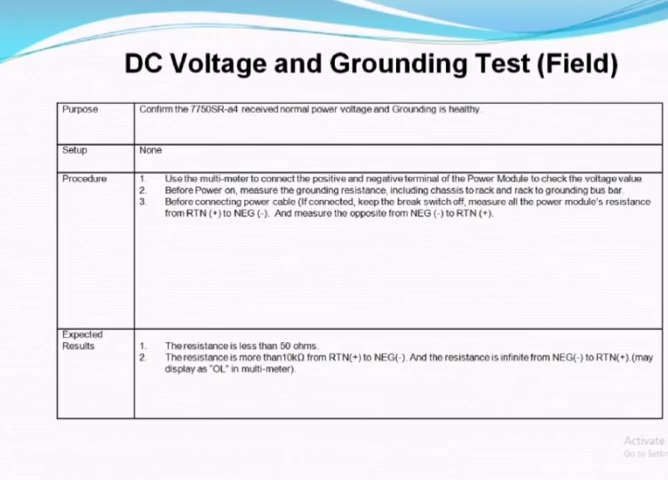 DC Voltage and Grounding Test (Field)
Purpose
Confirm the 7750SR-a4 received normal power voltage and Grounding is healthy.
Setup
None
Procedure
1. Use the multi-meter to connect the positive and negative terminal of the Power Module to check the voltage value.
2. Before Power on, measure the grounding resistance, including chassis to rack and rack to grounding bus bar.
3. Before connecting power cable (If connected, keep the break switch off, measure all the power module's resistance
from RTN (+) to NEG (-). And measure the opposite from NEG (-) to RTN (+).
Expected
Results
1. The resistance is less than 50 ohms.
2. The resistance is more than10kΩ from RTN(+) to NEG(-). And the resistance is infinite from NEG(-) to RTN(+).(may
display as "OL" in multi-meter).
Activate
Go to Settin